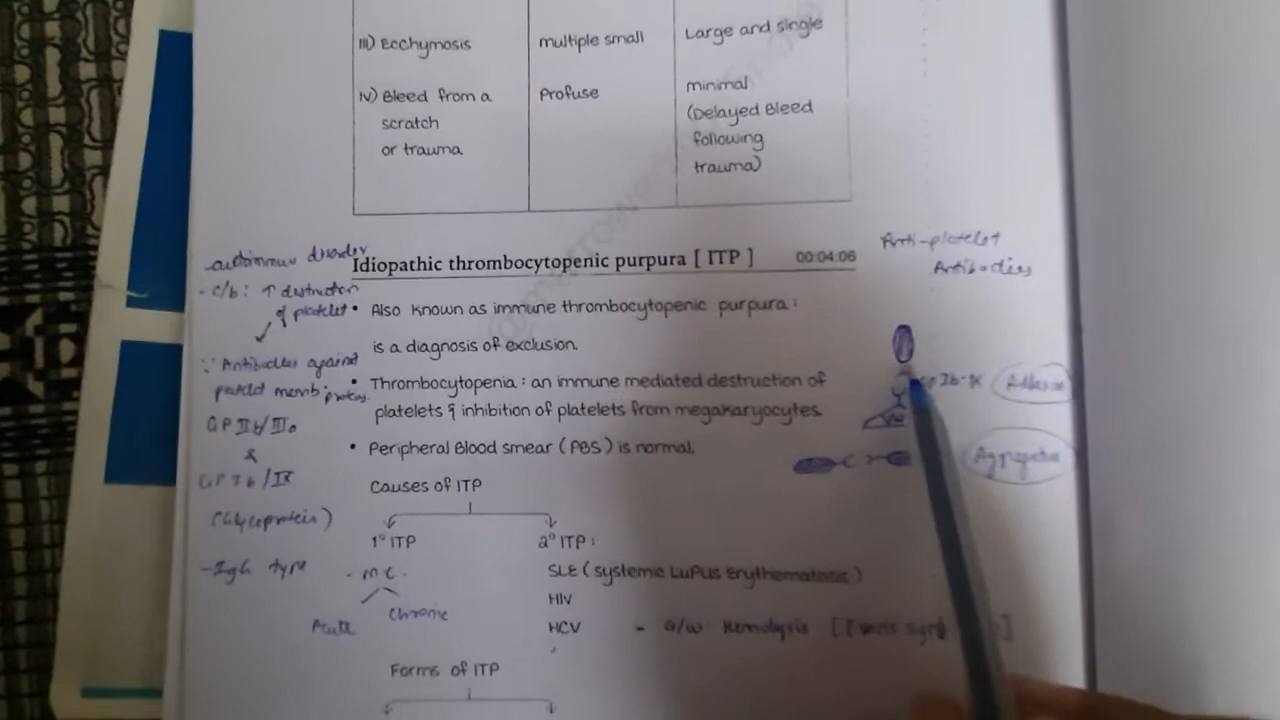 III) Ecchymosis multiple small Large and single
IV) Bleed from a Profuse minimal
scratch (Delayed Bleed
or trauma following
trauma)
Anti-platelet
Antibodies
-autoimmune disorder
Idiopathic thrombocytopenic purpura [ ITP ] 00:04:06
- c/b: ↑ destruction
of platelet
• Also known as immune thrombocytopenic purpura :
is a diagnosis of exclusion.
∵ Antibodies against
platelet memb
• Thrombocytopenia : an immune mediated destruction of
platelets & inhibition of platelets from megakaryocytes.
GP IIb/IIIa
&
GP Ib/IX
(Glycoprotein)
Adhesion
Aggregation
• Peripheral Blood smear (PBS) is normal.
Causes of ITP
1° ITP 2° ITP :
- IgG type
- mc.
Acute Chronic
SLE (systemic Lupus Erythematosis)
HIV
HCV - a/w Hemolysis [Evans
Forms of ITP